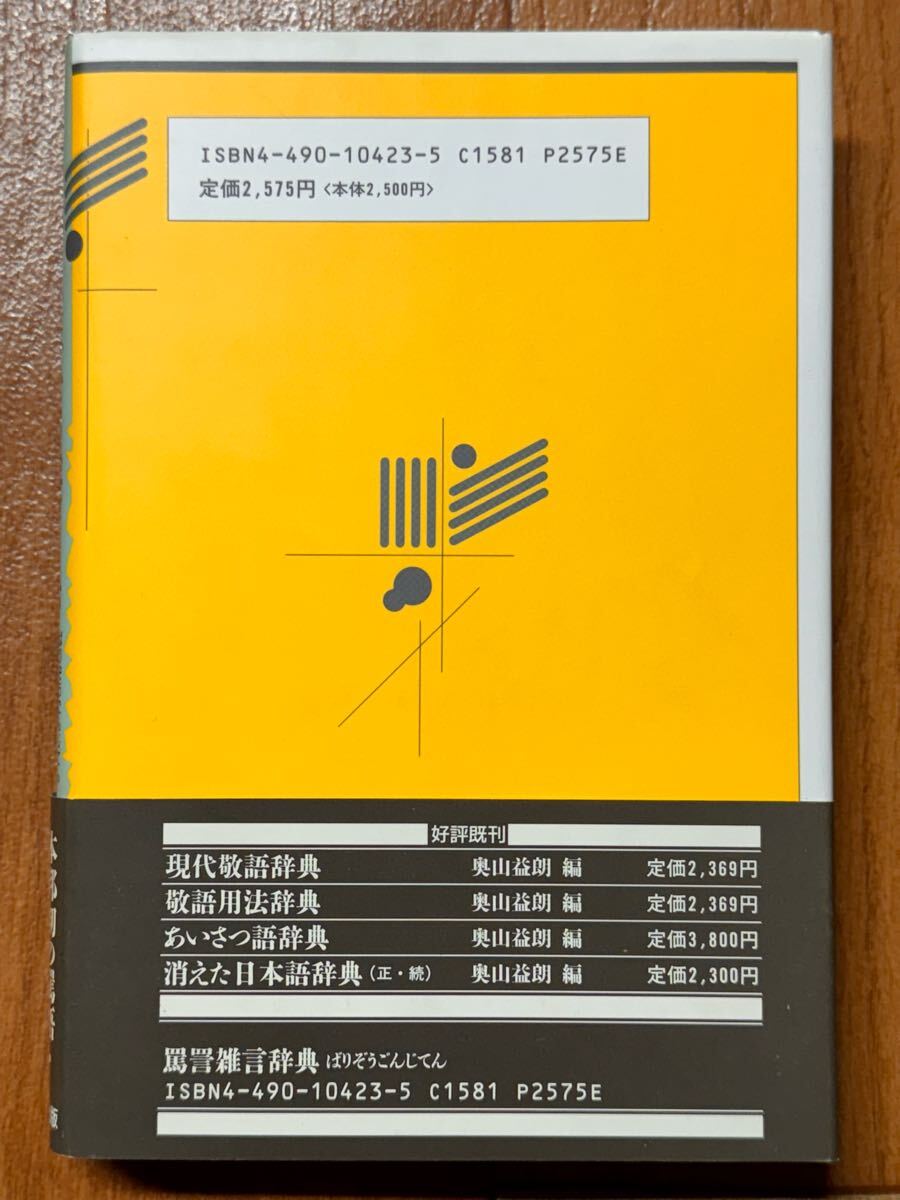 ISBN4-490-10423-5 C1581 P2575E
定価2,575円〈本体2,500円〉
好評既刊
現代敬語辞典 奥山益朗 編 定価2,369円
敬語用法辞典 奥山益朗 編 定価2,369円
あいさつ語辞典 奥山益朗 編 定価3,800円
消えた日本語辞典(正・続) 奥山益朗 編 定価2,300円
罵詈雑言辞典 ばりぞうごんじてん
ISBN4-490-10423-5 C1581 P2575E